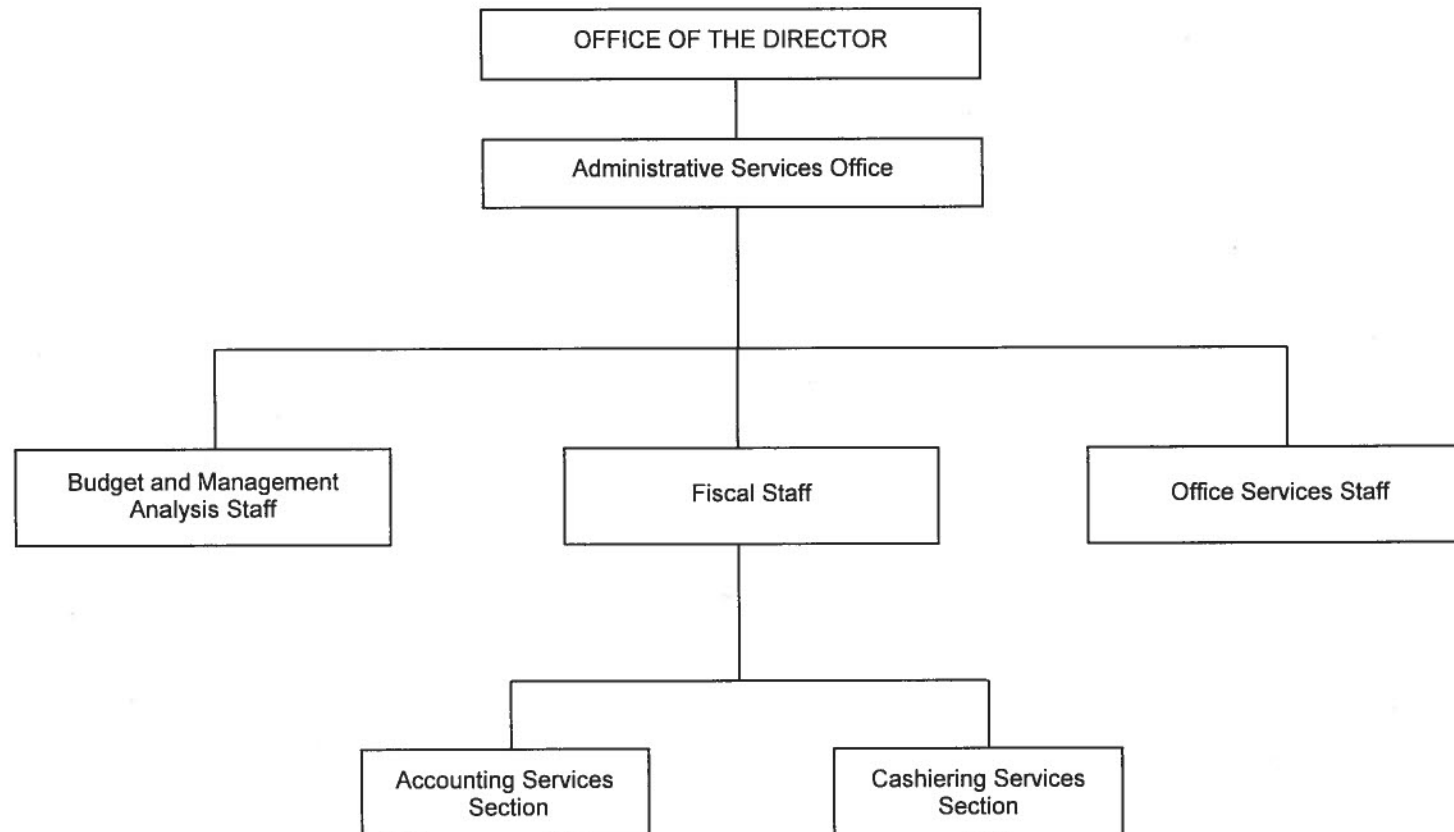 OFFICE OF THE DIRECTOR
Administrative Services Office
Budget and Management
Analysis Staff
Fiscal Staff
Office Services Staff
Accounting Services
Section
Cashiering Services
Section